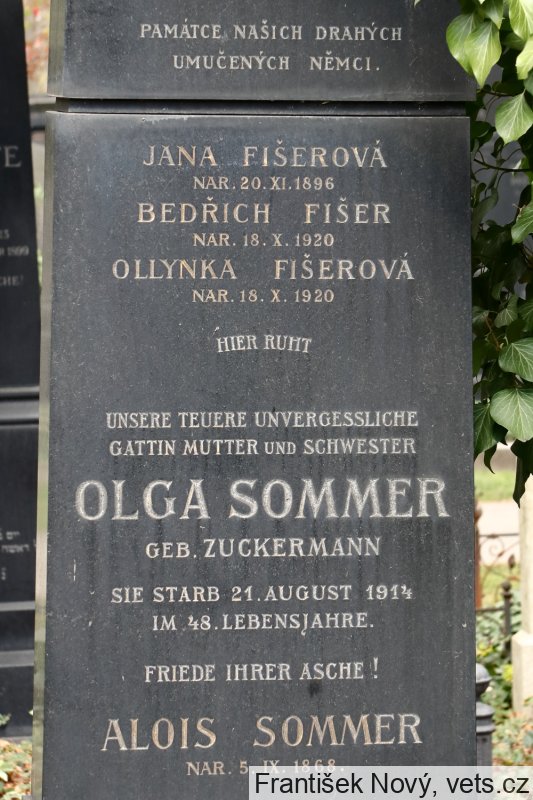 PAMÁTCE NAŠICH DRAHÝCH
UMUČENÝCH NĚMCI.
JANA FIŠEROVÁ
NAR. 20. XI. 1896
BEDŘICH FIŠER
NAR. 18. X. 1920
OLLYNKA FIŠEROVÁ
NAR. 18. X. 1920
HIER RUHT
UNSERE TEUERE UNVERGESSLICHE
GATTIN MUTTER UND SCHWESTER
OLGA SOMMER
GEB. ZUCKERMANN
SIE STARB 21. AUGUST 1914
IM 48. LEBENSJAHRE.
FRIEDE IHRER ASCHE!
ALOIS SOMMER
NAR. 5. IX. 1868.
František Nový, vets.cz